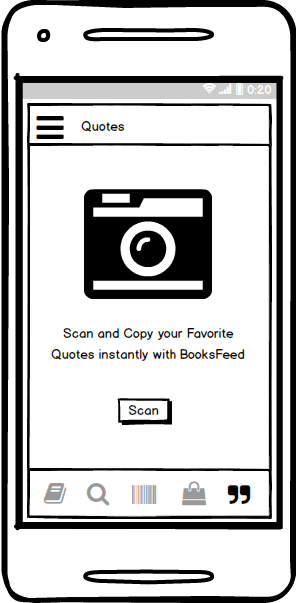 0:20
Quotes
Scan and Copy your Favorite
Quotes instantly with BooksFeed
Scan